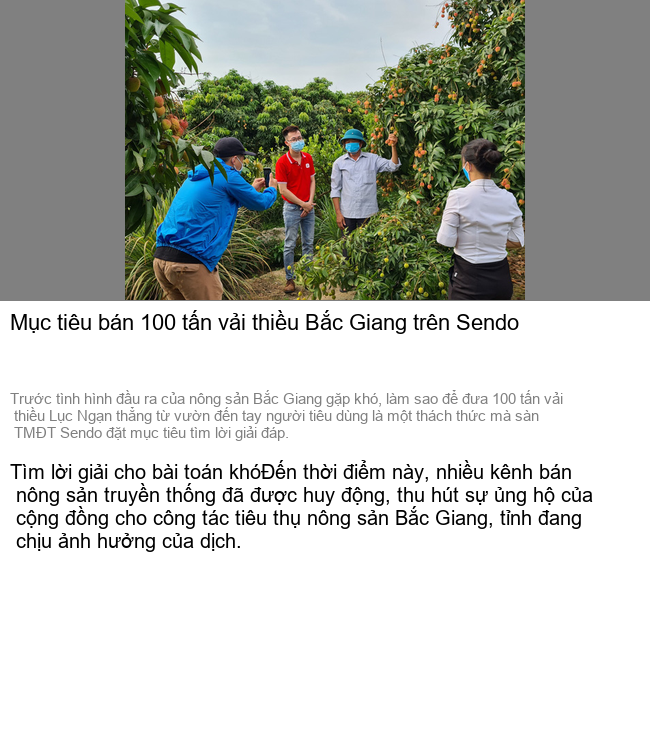 Mục tiêu bán 100 tấn vải thiều Bắc Giang trên Sendo
Trước tình hình đầu ra của nông sản Bắc Giang gặp khó, làm sao để đưa 100 tấn vải
thiều Lục Ngạn thẳng từ vườn đến tay người tiêu dùng là một thách thức mà sàn
TMĐT Sendo đặt mục tiêu tìm lời giải đáp.
Tìm lời giải cho bài toán khóĐến thời điểm này, nhiều kênh bán
nông sản truyền thống đã được huy động, thu hút sự ủng hộ của
cộng đồng cho công tác tiêu thụ nông sản Bắc Giang, tỉnh đang
chịu ảnh hưởng của dịch.